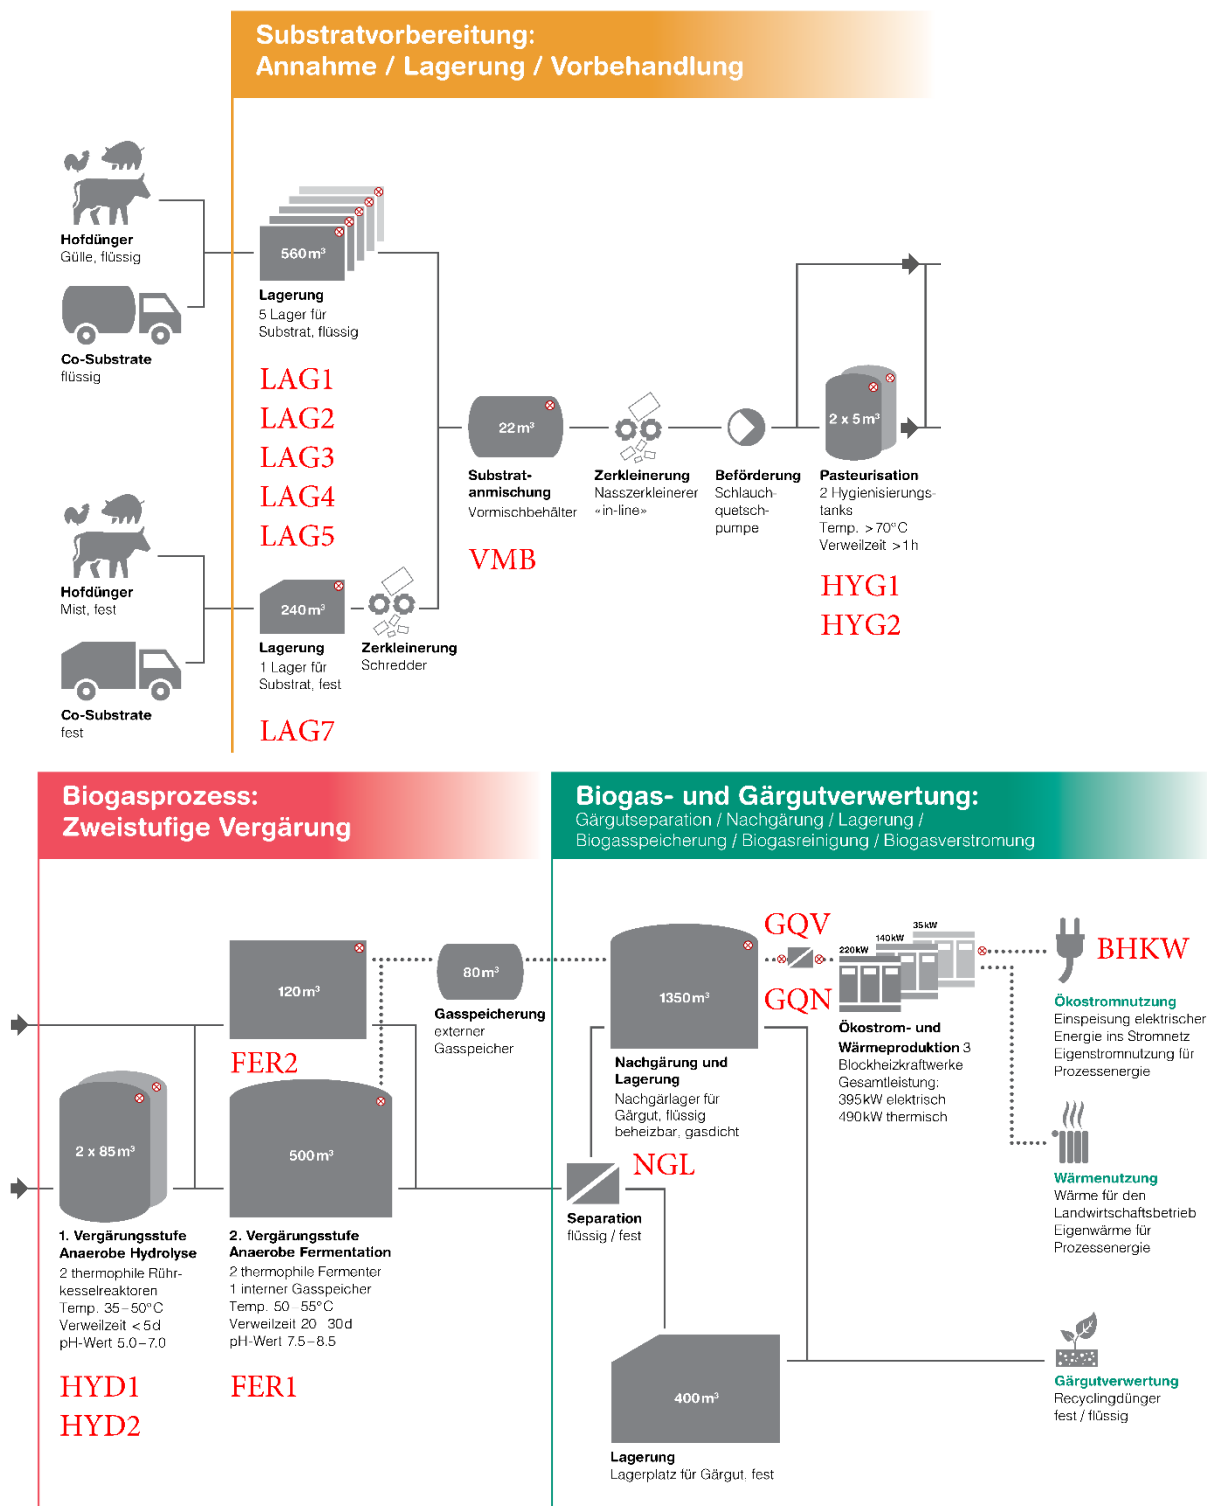 Substratvorbereitung:
Annahme / Lagerung / Vorbehandlung
Hofdünger
Gülle, flüssig
Co-Substrate
flüssig
560 m³
Lagerung
5 Lager für
Substrat, flüssig
LAG1
LAG2
LAG3
LAG4
LAG5
22 m³
Substrat-
anmischung
Vormischbehälter
VMB
Zerkleinerung
Nasszerkleinerer
«in-line»
Beförderung
Schlauch-
quetsch-
pumpe
2 x 5 m³
Pasteurisation
2 Hygienisierungs-
tanks
Temp. >70°C
Verweilzeit >1h
HYG1
HYG2
Hofdünger
Mist, fest
Co-Substrate
fest
240 m³
Lagerung
1 Lager für
Substrat, fest
LAG7
Zerkleinerung
Schredder
Biogasprozess:
Zweistufige Vergärung
120 m³
FER2
80 m³
Gasspeicherung
externer
Gasspeicher
2 x 85 m³
1. Vergärungsstufe
Anaerobe Hydrolyse
2 thermophile Rühr-
kesselreaktoren
Temp. 35–50°C
Verweilzeit <5d
pH-Wert 5.0–7.0
HYD1
HYD2
500 m³
2. Vergärungsstufe
Anaerobe Fermentation
2 thermophile Fermenter
1 interner Gasspeicher
Temp. 50 55°C
Verweilzeit 20 30d
pH-Wert 7.5–8.5
FER1
Biogas- und Gärgutverwertung:
Gärgutseparation / Nachgärung / Lagerung /
Biogasspeicherung / Biogasreinigung / Biogasverstromung
1350 m³
Nachgärung und
Lagerung
Nachgärlager für
Gärgut, flüssig
beheizbar, gasdicht
NGL
GQV
GQN
220 kW
140 kW
35 kW
Ökostrom- und
Wärmeproduktion 3
Blockheizkraftwerke
Gesamtleistung:
395 kW elektrisch
490 kW thermisch
BHKW
Ökostromnutzung
Einspeisung elektrischer
Energie ins Stromnetz
Eigenstromnutzung für
Prozessenergie
Wärmenutzung
Wärme für den
Landwirtschaftsbetrieb
Eigenwärme für
Prozessenergie
Separation
flüssig / fest
400 m³
Lagerung
Lagerplatz für Gärgut, fest
Gärgutverwertung
Recyclingdünger
fest / flüssig